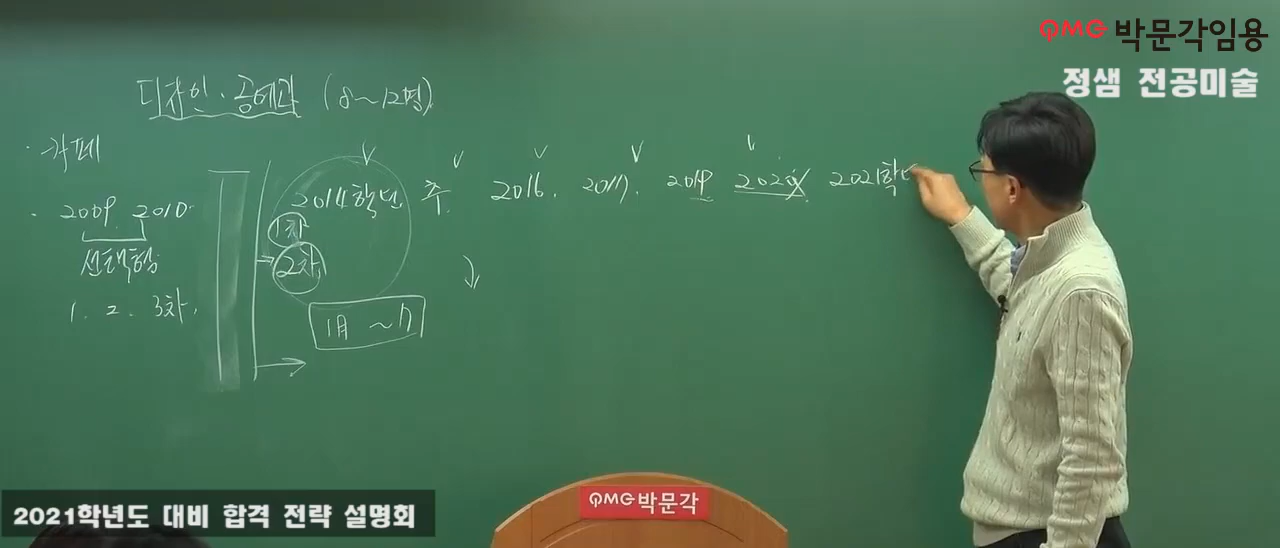 PMG 박문각임용
정샘 전공미술
디자인·공예과 (8~12명)
· 카페
2014학년 추. 2016. 2017. 2019 2020 2021학
· 2009. 2010.
1차
선택형
2차
1. 2. 3차.
1月 ~ 7
PMG 박문각
2021학년도 대비 합격 전략 설명회